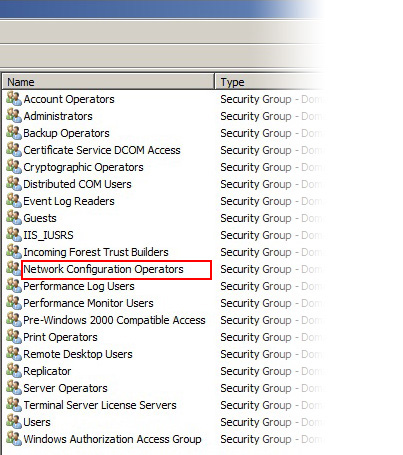 Name Type
Account Operators Security Group - Dom
Administrators Security Group - Dom
Backup Operators Security Group - Dom
Certificate Service DCOM Access Security Group - Dom
Cryptographic Operators Security Group - Dom
Distributed COM Users Security Group - Dom
Event Log Readers Security Group - Dom
Guests Security Group - Dom
IIS_IUSRS Security Group - Dom
Incoming Forest Trust Builders Security Group - Dom
Network Configuration Operators Security Group - Dom
Performance Log Users Security Group - Dom
Performance Monitor Users Security Group - Dom
Pre-Windows 2000 Compatible Access Security Group - Dom
Print Operators Security Group - Dom
Remote Desktop Users Security Group - Dom
Replicator Security Group - Dom
Server Operators Security Group - Dom
Terminal Server License Servers Security Group - Dom
Users Security Group - Dom
Windows Authorization Access Group Security Group - Dom